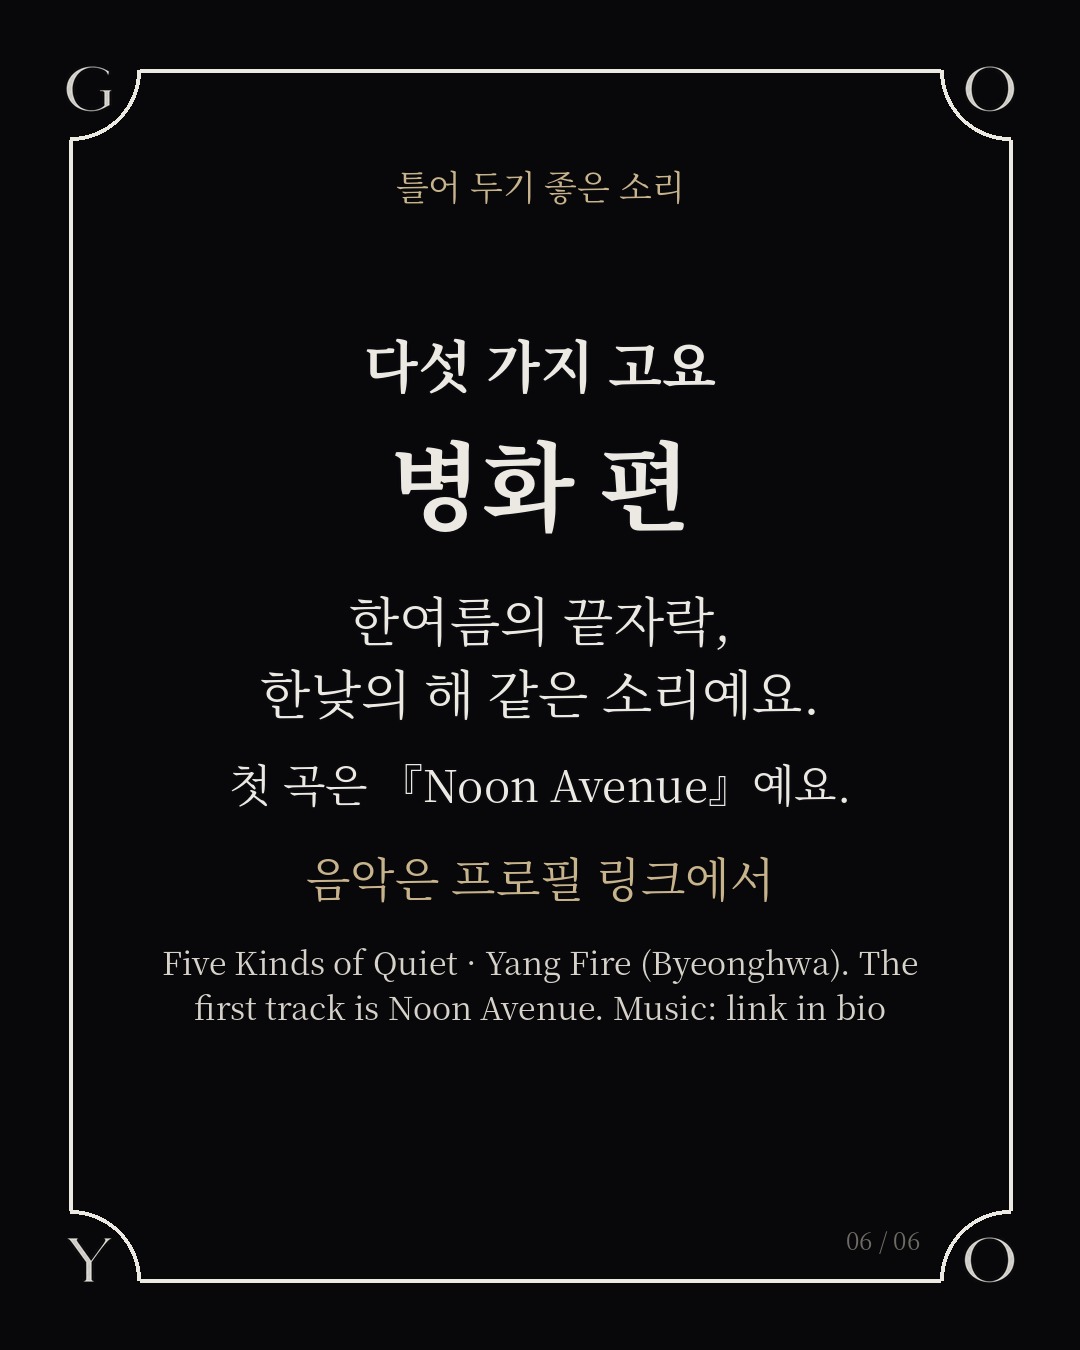 G O
틀어 두기 좋은 소리
다섯 가지 고요
병화 편
한여름의 끝자락,
한낮의 해 같은 소리예요.
첫 곡은 『Noon Avenue』예요.
음악은 프로필 링크에서
Five Kinds of Quiet · Yang Fire (Byeonghwa). The
first track is Noon Avenue. Music: link in bio
06 / 06
Y O